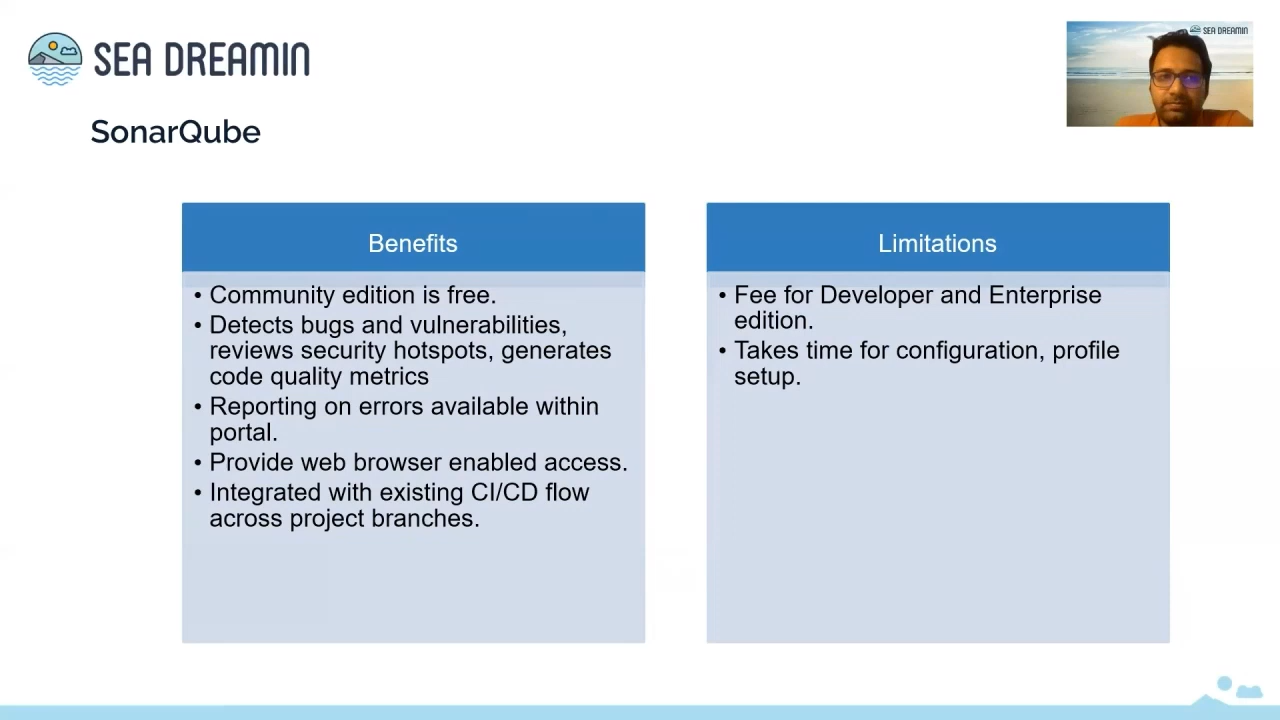 SEA DREAMIN
SEA DREAMIN
SonarQube
Benefits
• Community edition is free.
• Detects bugs and vulnerabilities,
reviews security hotspots, generates
code quality metrics
• Reporting on errors available within
portal.
• Provide web browser enabled access.
• Integrated with existing CI/CD flow
across project branches.
Limitations
• Fee for Developer and Enterprise
edition.
• Takes time for configuration, profile
setup.